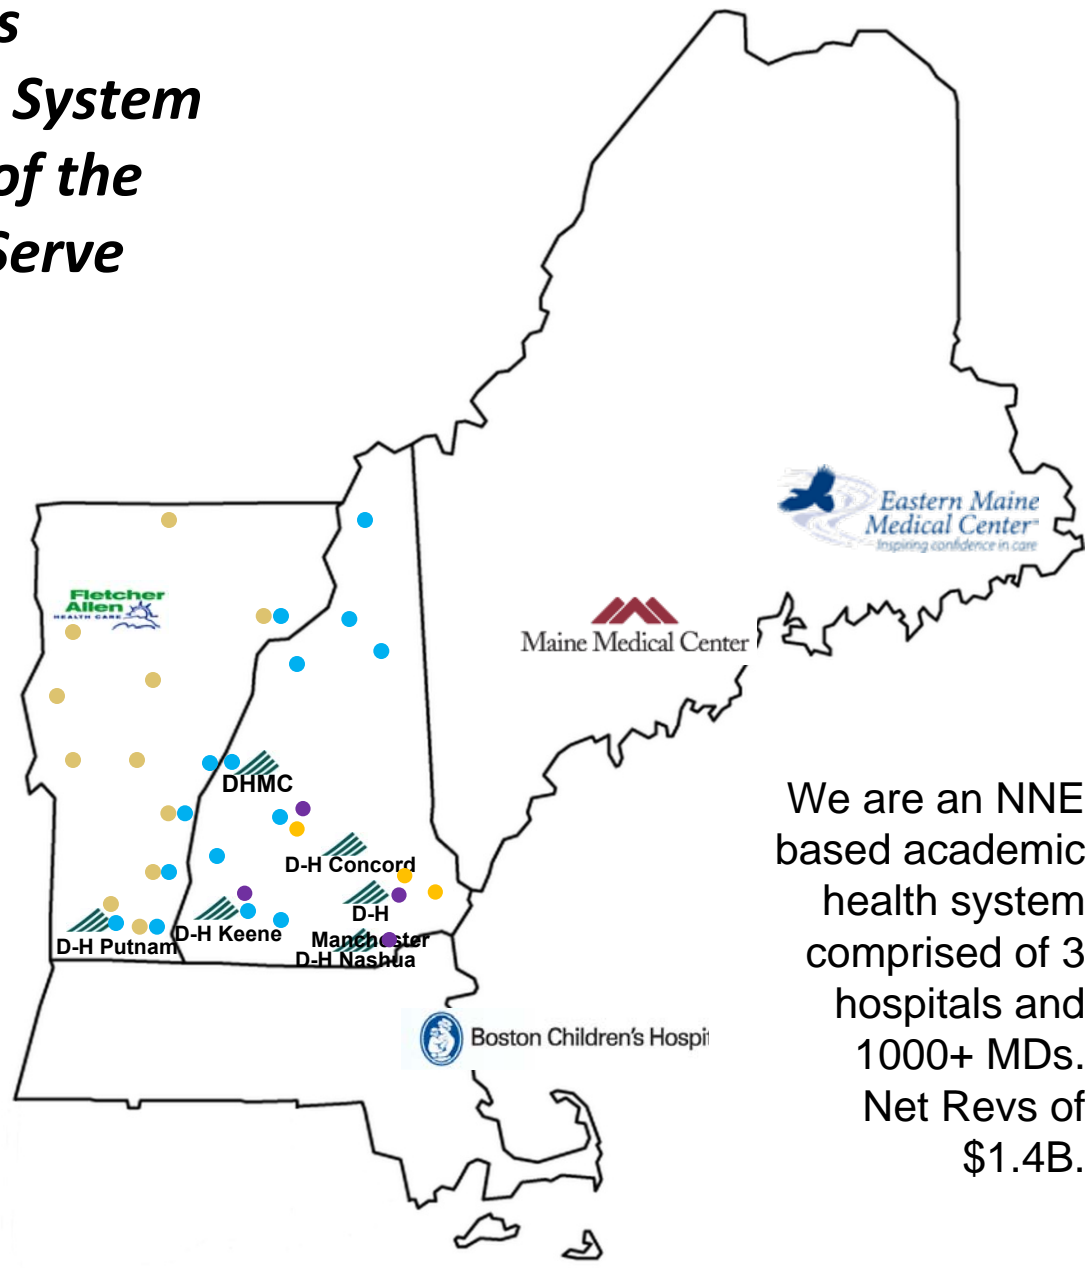 s
System
of the
Serve
Eastern Maine
Medical Center
Inspiring confidence in care
Fletcher
Allen
HEALTH CARE
Maine Medical Center
DHMC
D-H Concord
D-H
Manchester
D-H Keene
D-H Putnam
D-H Nashua
Boston Children's Hospit
We are an NNE
based academic
health system
comprised of 3
hospitals and
1000+ MDs.
Net Revs of
$1.4B.